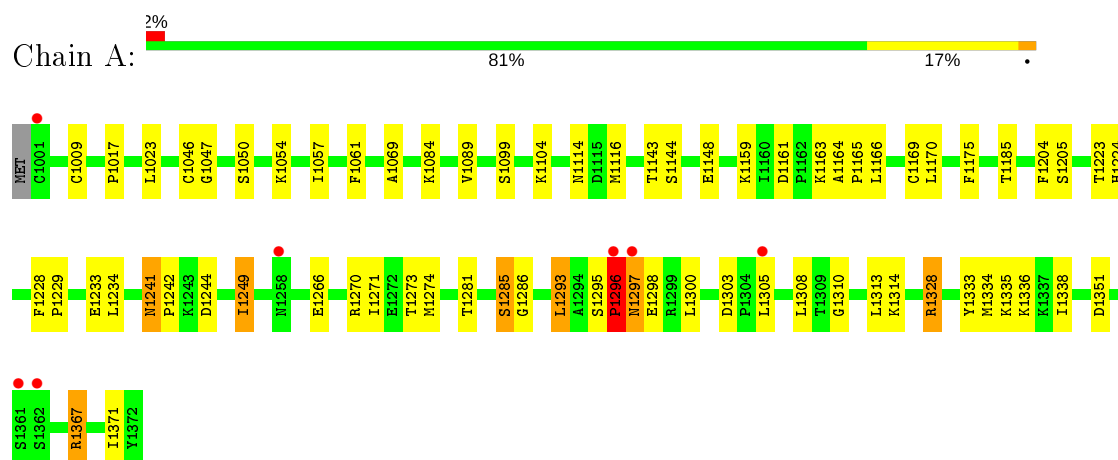 2%
Chain A:
81% 17% •
MET C1001 C1009 P1017 L1023 C1046 G1047 S1050 K1054 I1057 F1061 A1069 K1084 V1089 S1099 K1104 N1114 D1115 M1116 T1143 S1144 E1148 K1159 I1160 D1161 P1162 K1163 A1164 P1165 L1166 C1169 L1170 F1175 T1185 F1204 S1205 T1223 H1224
F1228 P1229 E1233 L1234 N1241 P1242 K1243 D1244 I1249 N1258 E1266 R1270 I1271 E1272 T1273 M1274 T1281 S1285 G1286 L1293 A1294 S1295 P1296 N1297 E1298 R1299 L1300 D1303 P1304 L1305 L1308 T1309 G1310 L1313 K1314 R1328 Y1333 M1334 K1335 K1336 K1337 I1338 D1351
S1361 S1362 R1367 I1371 Y1372